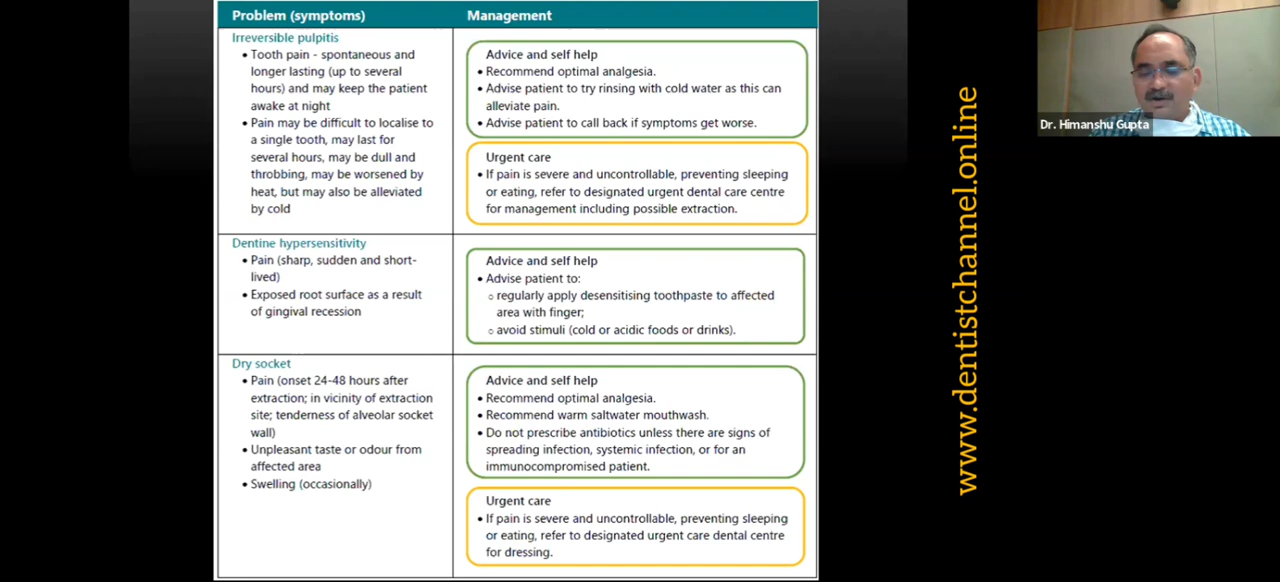 Problem (symptoms)
Management
Irreversible pulpitis
• Tooth pain - spontaneous and
longer lasting (up to several
hours) and may keep the patient
awake at night
• Pain may be difficult to localise to
a single tooth, may last for
several hours, may be dull and
throbbing, may be worsened by
heat, but may also be alleviated
by cold
Advice and self help
• Recommend optimal analgesia.
• Advise patient to try rinsing with cold water as this can
alleviate pain.
• Advise patient to call back if symptoms get worse.
Urgent care
• If pain is severe and uncontrollable, preventing sleeping
or eating, refer to designated urgent dental care centre
for management including possible extraction.
Dentine hypersensitivity
• Pain (sharp, sudden and short-
lived)
• Exposed root surface as a result
of gingival recession
Advice and self help
• Advise patient to:
○ regularly apply desensitising toothpaste to affected
area with finger;
○ avoid stimuli (cold or acidic foods or drinks).
Dry socket
• Pain (onset 24-48 hours after
extraction; in vicinity of extraction
site; tenderness of alveolar socket
wall)
• Unpleasant taste or odour from
affected area
• Swelling (occasionally)
Advice and self help
• Recommend optimal analgesia.
• Recommend warm saltwater mouthwash.
• Do not prescribe antibiotics unless there are signs of
spreading infection, systemic infection, or for an
immunocompromised patient.
Urgent care
• If pain is severe and uncontrollable, preventing sleeping
or eating, refer to designated urgent care dental centre
for dressing.
Dr. Himanshu Gupta
www.dentistchannel.online